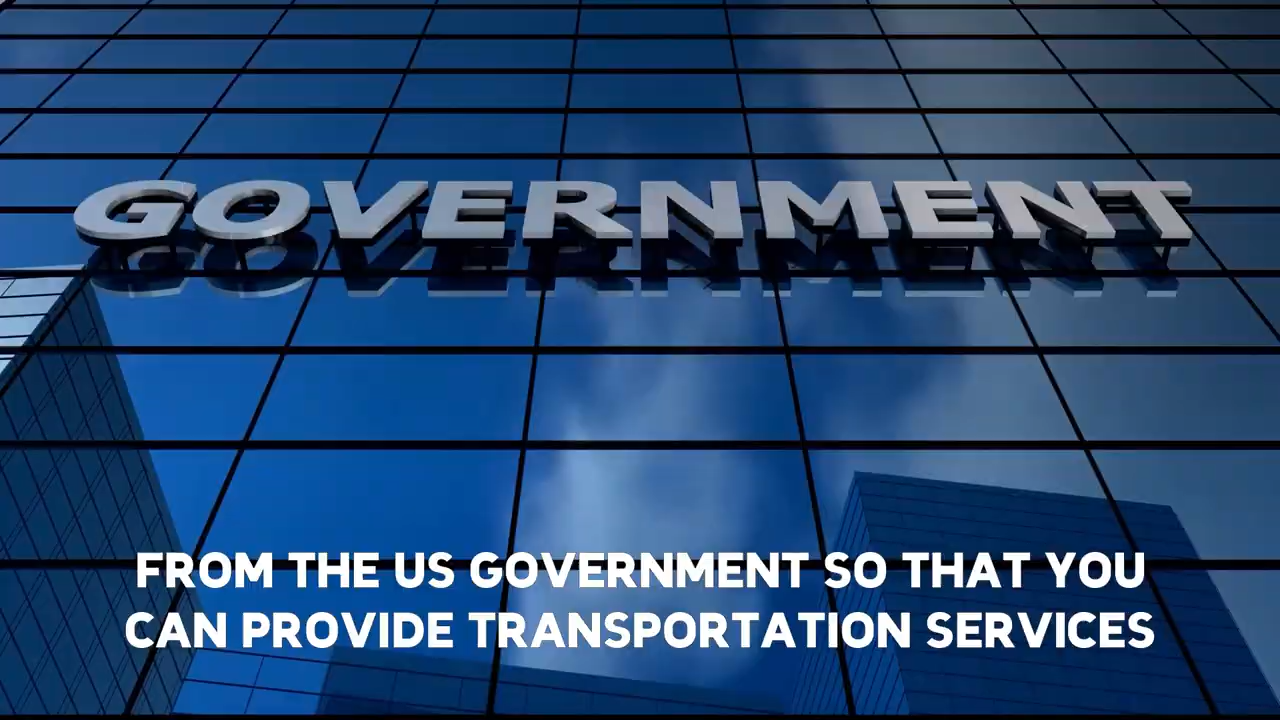 GOVERNMENT
FROM THE US GOVERNMENT SO THAT YOU
CAN PROVIDE TRANSPORTATION SERVICES